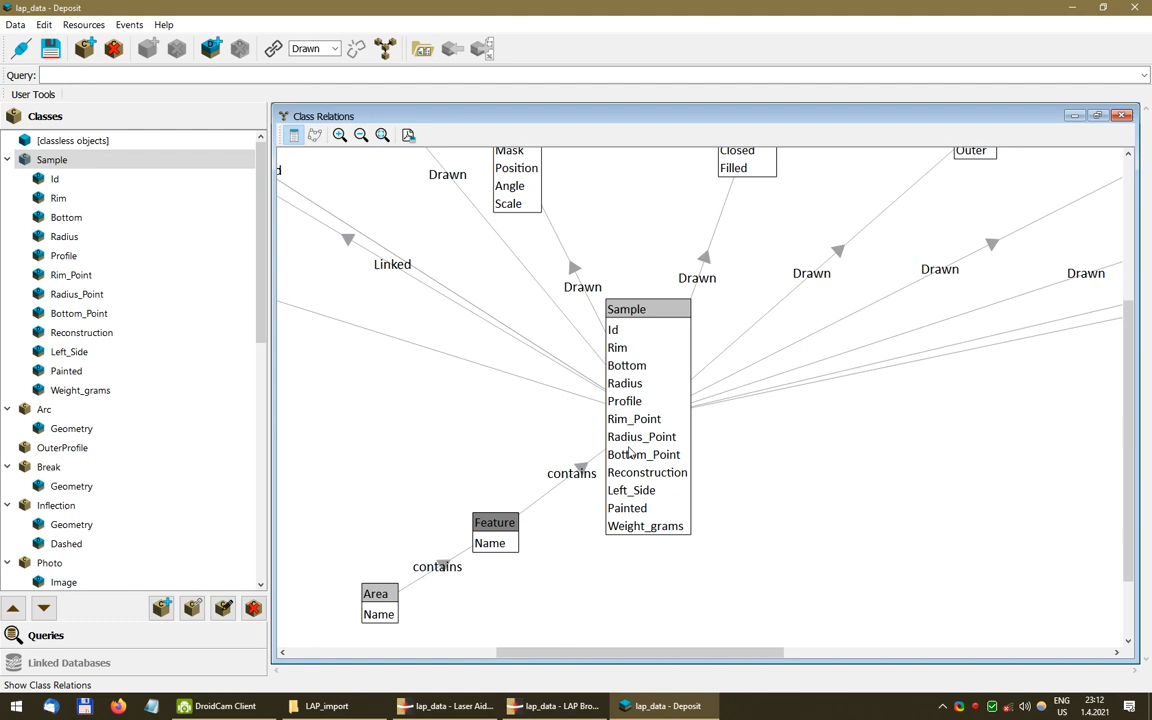 lap_data - Deposit
Data Edit Resources Events Help
Drawn
Query:
User Tools
Classes
[classless objects]
Sample
Id
Rim
Bottom
Radius
Profile
Rim_Point
Radius_Point
Bottom_Point
Reconstruction
Left_Side
Painted
Weight_grams
Arc
Geometry
OuterProfile
Break
Geometry
Inflection
Geometry
Dashed
Photo
Image
Queries
Linked Databases
Show Class Relations
Class Relations
d
Drawn
Mask
Position
Angle
Scale
Closed
Filled
Outer
Linked
Drawn
Drawn
Drawn
Drawn
Drawn
Sample
Id
Rim
Bottom
Radius
Profile
Rim_Point
Radius_Point
Bottom_Point
Reconstruction
Left_Side
Painted
Weight_grams
contains
Feature
Name
contains
Area
Name
DroidCam Client
LAP_import
lap_data - Laser Aid...
lap_data - LAP Bro...
lap_data - Deposit
ENG
US
23:12
1.4.2021